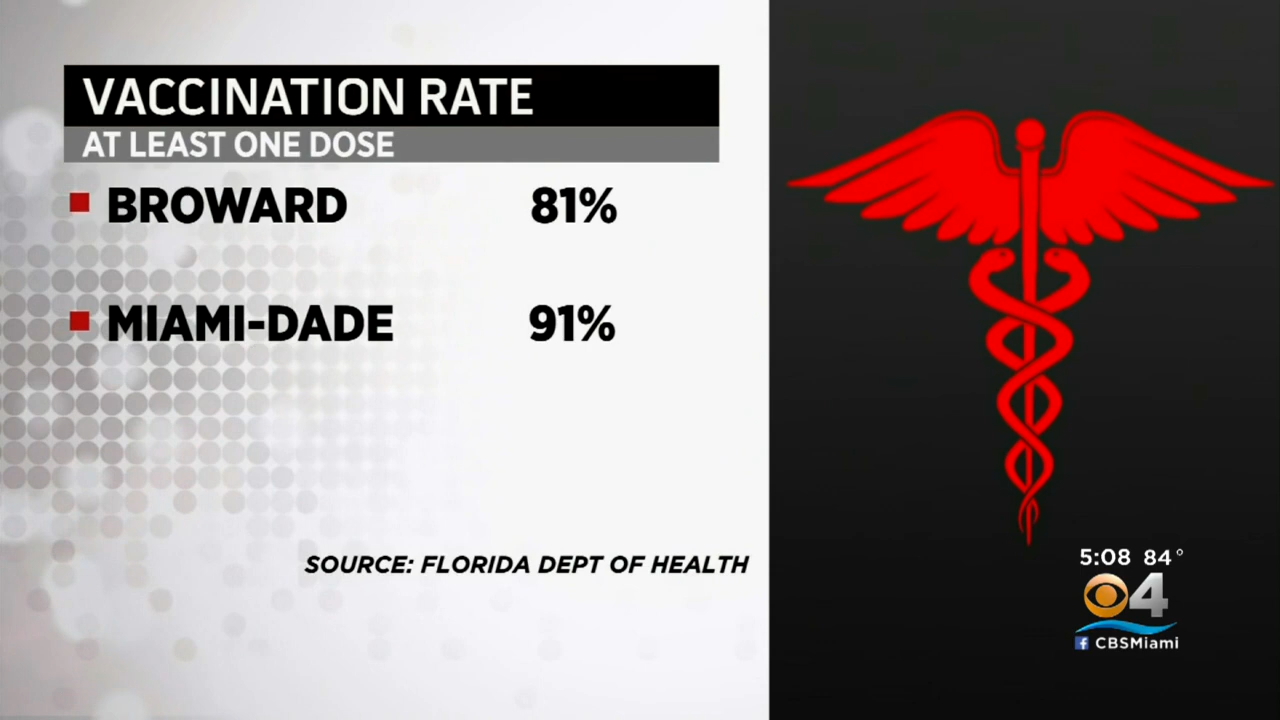 VACCINATION RATE
AT LEAST ONE DOSE
BROWARD 81%
MIAMI-DADE 91%
SOURCE: FLORIDA DEPT OF HEALTH
5:08 84°
4
CBSMiami